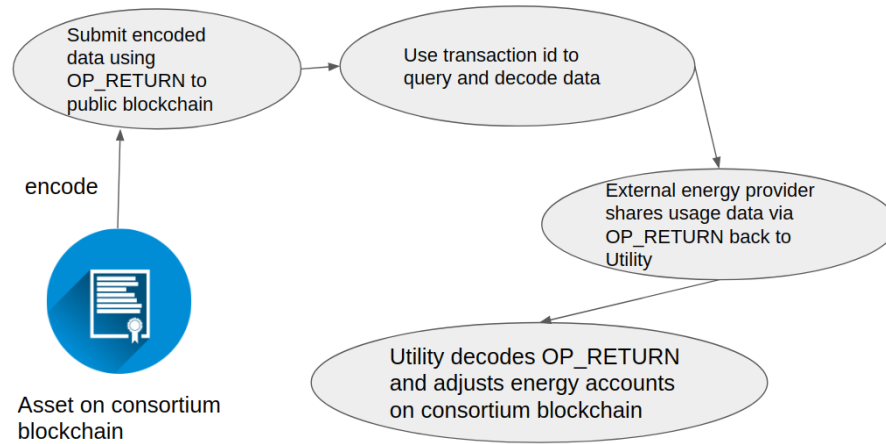 Submit encoded
data using
OP_RETURN to
public blockchain
Use transaction id to
query and decode data
encode
External energy provider
shares usage data via
OP_RETURN back to
Utility
Utility decodes OP_RETURN
and adjusts energy accounts
on consortium blockchain
Asset on consortium
blockchain